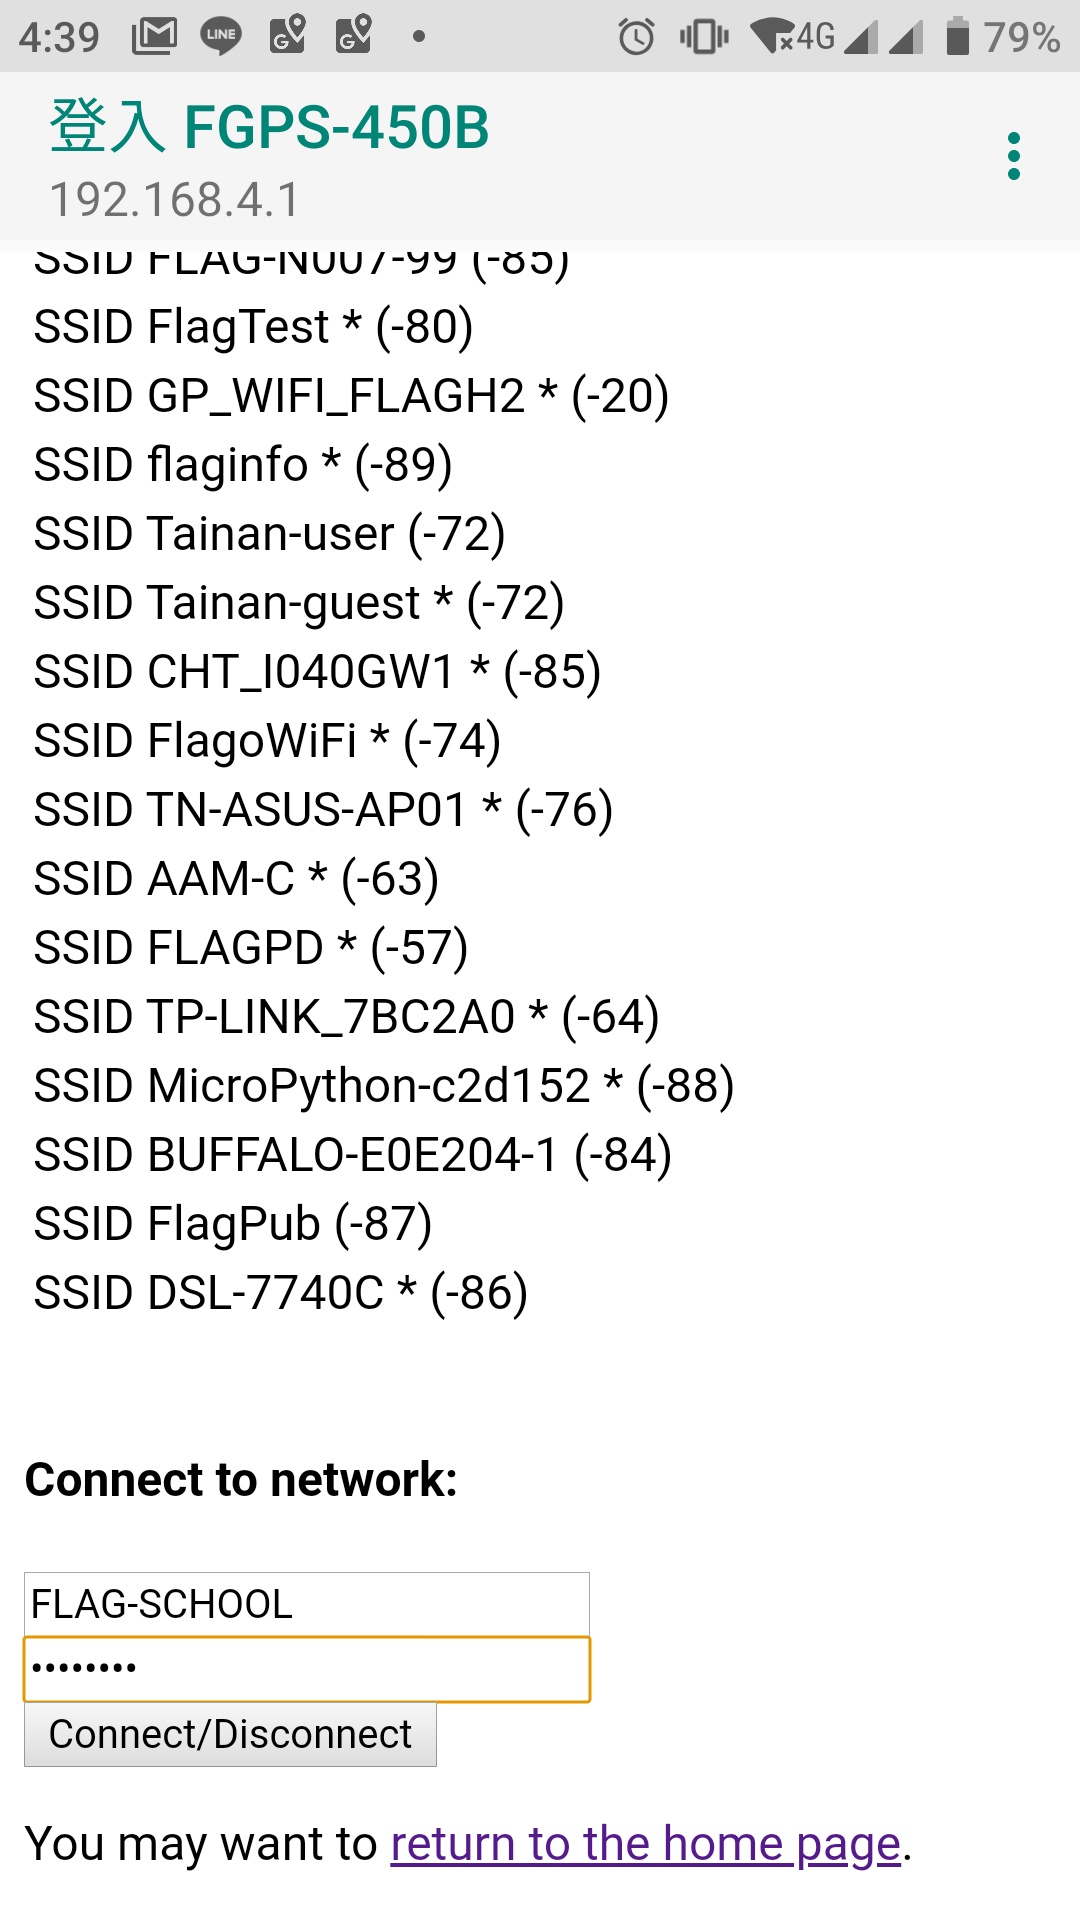 4:39
LINE
G
G
4G
79%
登入 FGPS-450B
192.168.4.1
SSID FLAG-N007-99 (-85)
SSID FlagTest * (-80)
SSID GP_WIFI_FLAGH2 * (-20)
SSID flaginfo * (-89)
SSID Tainan-user (-72)
SSID Tainan-guest * (-72)
SSID CHT_I040GW1 * (-85)
SSID FlagoWiFi * (-74)
SSID TN-ASUS-AP01 * (-76)
SSID AAM-C * (-63)
SSID FLAGPD * (-57)
SSID TP-LINK_7BC2A0 * (-64)
SSID MicroPython-c2d152 * (-88)
SSID BUFFALO-E0E204-1 (-84)
SSID FlagPub (-87)
SSID DSL-7740C * (-86)
Connect to network:
FLAG-SCHOOL
••••••••
Connect/Disconnect
You may want to return to the home page.